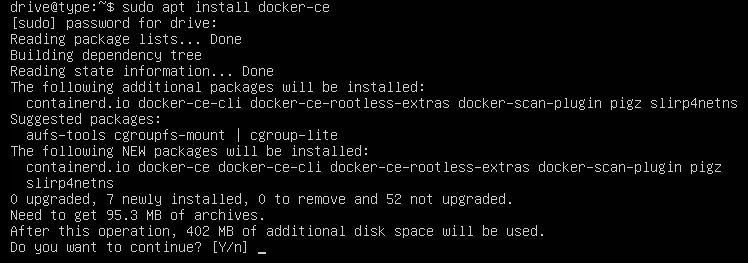 drive@type:~$ sudo apt install docker-ce
[sudo] password for drive:
Reading package lists... Done
Building dependency tree
Reading state information... Done
The following additional packages will be installed:
  containerd.io docker-ce-cli docker-ce-rootless-extras docker-scan-plugin pigz slirp4netns
Suggested packages:
  aufs-tools cgroupfs-mount | cgroup-lite
The following NEW packages will be installed:
  containerd.io docker-ce docker-ce-cli docker-ce-rootless-extras docker-scan-plugin pigz
  slirp4netns
0 upgraded, 7 newly installed, 0 to remove and 52 not upgraded.
Need to get 95.3 MB of archives.
After this operation, 402 MB of additional disk space will be used.
Do you want to continue? [Y/n] _